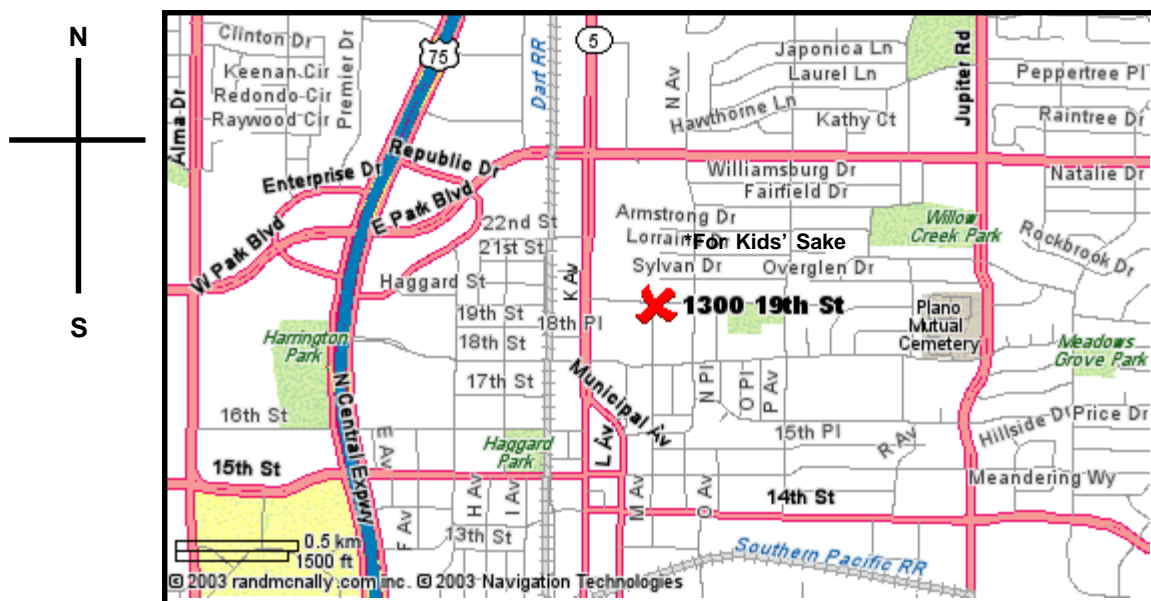 N
S
Clinton Dr
Keenan Cir
Redondo Cir
Raywood Cir
Premier Dr
Alma Dr
75
Dart RR
5
N Av
Japonica Ln
Laurel Ln
Hawthorne Ln
Kathy Ct
Jupiter Rd
Peppertree Pl
Raintree Dr
Republic Dr
Enterprise Dr
E Park Blvd
W Park Blvd
Williamsburg Dr
Fairfield Dr
Natalie Dr
22nd St
21st St
Armstrong Dr
*For Kids' Sake
Sylvan Dr
Overglen Dr
Willow
Creek Park
Rockbrook Dr
Haggard St
K Av
19th St
18th Pl
18th St
17th St
1300 19th St
Plano
Mutual
Cemetery
Harrington
Park
Meadows
Grove Park
Municipal Av
N Pl
O Pl
P Av
N Central Expwy
16th St
E Av
Haggard
Park
L Av
15th Pl
R Av
Hillside Dr
Price Dr
15th St
H Av
I Av
M Av
O Av
14th St
Meandering Wy
F Av
13th St
Southern Pacific RR
0.5 km
1500 ft
© 2003 randmcnally.com inc. © 2003 Navigation Technologies